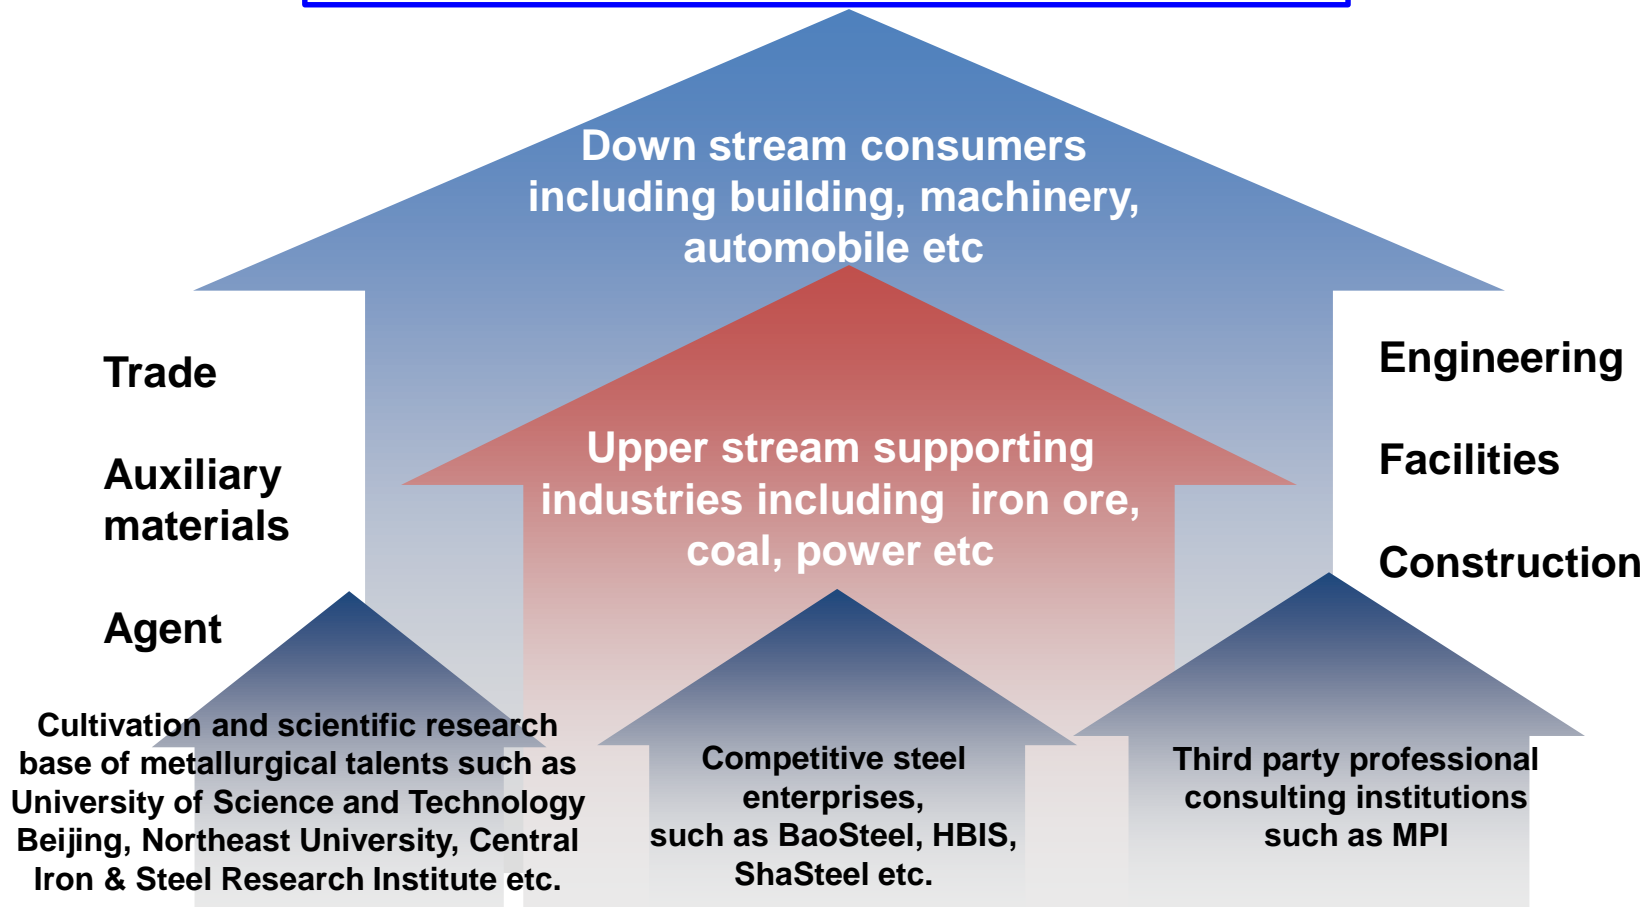 Down stream consumers
including building, machinery,
automobile etc
Trade
Auxiliary
materials
Agent
Upper stream supporting
industries including  iron ore,
coal, power etc
Engineering
Facilities
Construction
Cultivation and scientific research
base of metallurgical talents such as
University of Science and Technology
Beijing, Northeast University, Central
Iron & Steel Research Institute etc.
Competitive steel
enterprises,
such as BaoSteel, HBIS,
ShaSteel etc.
Third party professional
consulting institutions
such as MPI